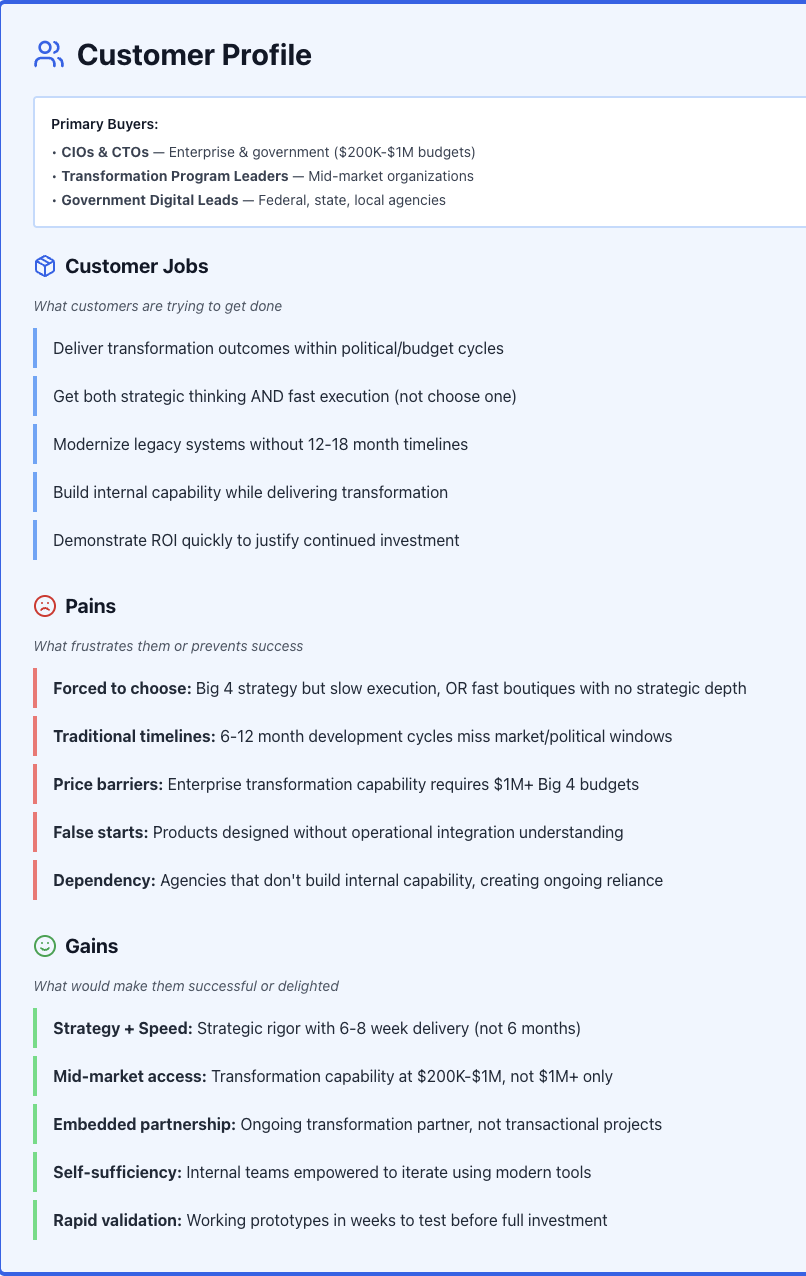 Customer Profile
Primary Buyers:
• CIOs & CTOs — Enterprise & government ($200K-$1M budgets)
• Transformation Program Leaders — Mid-market organizations
• Government Digital Leads — Federal, state, local agencies
Customer Jobs
What customers are trying to get done
Deliver transformation outcomes within political/budget cycles
Get both strategic thinking AND fast execution (not choose one)
Modernize legacy systems without 12-18 month timelines
Build internal capability while delivering transformation
Demonstrate ROI quickly to justify continued investment
Pains
What frustrates them or prevents success
Forced to choose: Big 4 strategy but slow execution, OR fast boutiques with no strategic depth
Traditional timelines: 6-12 month development cycles miss market/political windows
Price barriers: Enterprise transformation capability requires $1M+ Big 4 budgets
False starts: Products designed without operational integration understanding
Dependency: Agencies that don't build internal capability, creating ongoing reliance
Gains
What would make them successful or delighted
Strategy + Speed: Strategic rigor with 6-8 week delivery (not 6 months)
Mid-market access: Transformation capability at $200K-$1M, not $1M+ only
Embedded partnership: Ongoing transformation partner, not transactional projects
Self-sufficiency: Internal teams empowered to iterate using modern tools
Rapid validation: Working prototypes in weeks to test before full investment